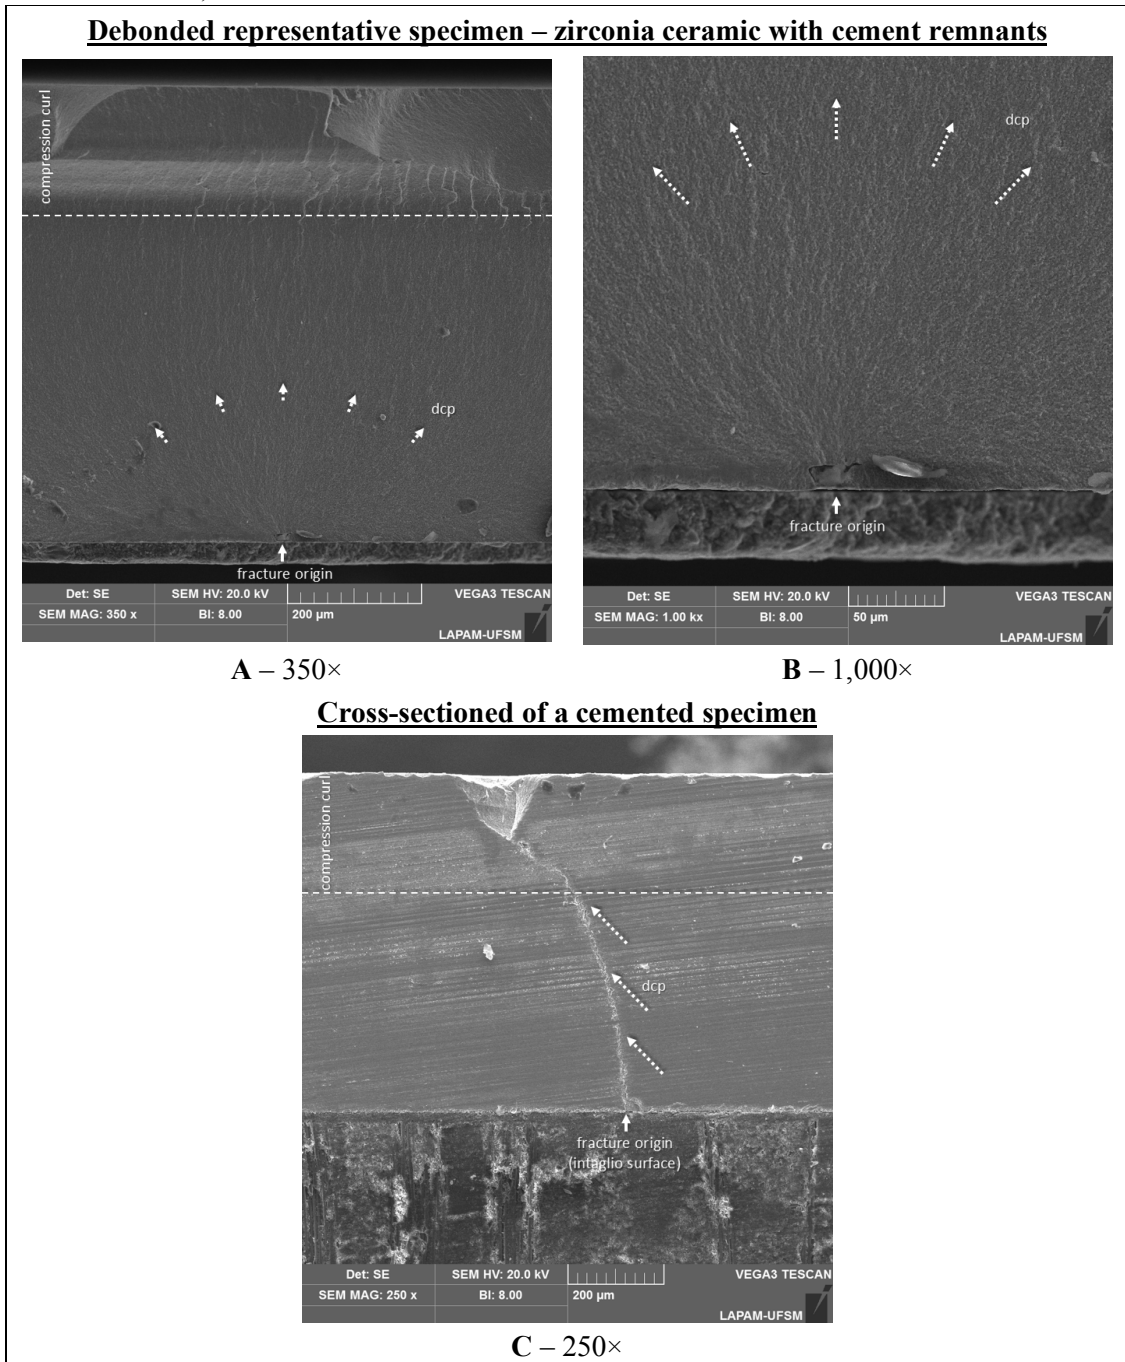 Debonded representative specimen – zirconia ceramic with cement remnants
compression curl
dcp
fracture origin
Det: SE
SEM HV: 20.0 kV
VEGA3 TESCAN
SEM MAG: 350 x
BI: 8.00
200 µm
LAPAM-UFSM
A – 350×
dcp
fracture origin
Det: SE
SEM HV: 20.0 kV
VEGA3 TESCAN
SEM MAG: 1.00 kx
BI: 8.00
50 µm
LAPAM-UFSM
B – 1,000×
Cross-sectioned of a cemented specimen
compression curl
dcp
fracture origin
(intaglio surface)
Det: SE
SEM HV: 20.0 kV
VEGA3 TESCAN
SEM MAG: 250 x
BI: 8.00
200 µm
LAPAM-UFSM
C – 250×